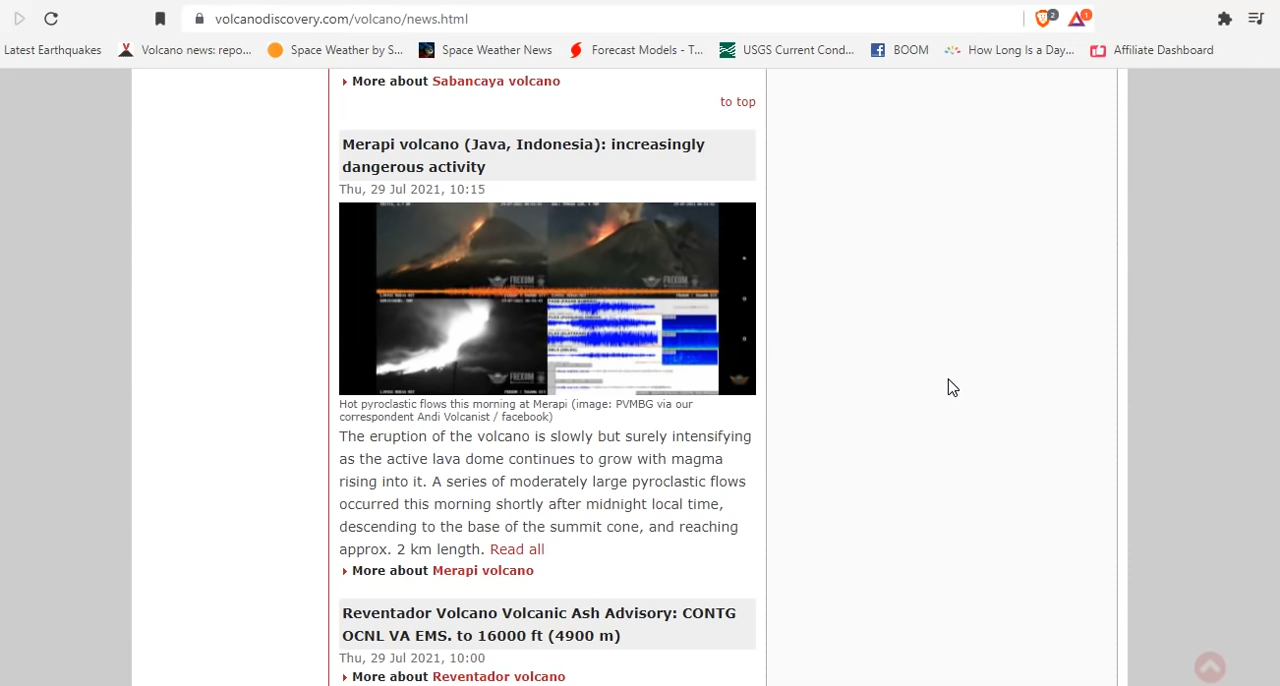 volcanodiscovery.com/volcano/news.html
2
1
Latest Earthquakes
Volcano news: repo...
Space Weather by S...
Space Weather News
Forecast Models - T...
USGS Current Cond...
BOOM
How Long Is a Day...
Affiliate Dashboard
More about Sabancaya volcano
to top
Merapi volcano (Java, Indonesia): increasingly
dangerous activity
Thu, 29 Jul 2021, 10:15
Hot pyroclastic flows this morning at Merapi (image: PVMBG via our
correspondent Andi Volcanist / facebook)
The eruption of the volcano is slowly but surely intensifying
as the active lava dome continues to grow with magma
rising into it. A series of moderately large pyroclastic flows
occurred this morning shortly after midnight local time,
descending to the base of the summit cone, and reaching
approx. 2 km length. Read all
More about Merapi volcano
Reventador Volcano Volcanic Ash Advisory: CONTG
OCNL VA EMS. to 16000 ft (4900 m)
Thu, 29 Jul 2021, 10:00
More about Reventador volcano